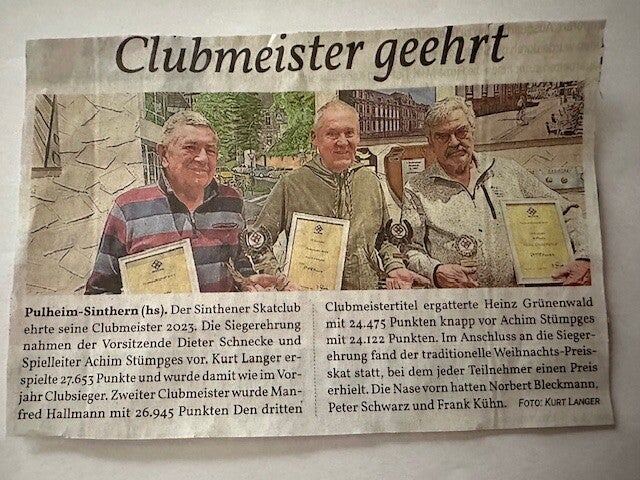 Clubmeister geehrt
Pulheim-Sinthern (hs). Der Sinthener Skatclub
ehrte seine Clubmeister 2023. Die Siegerehrung
nahmen der Vorsitzende Dieter Schnecke und
Spielleiter Achim Stümpges vor. Kurt Langer er-
spielte 27.653 Punkte und wurde damit wie im Vor-
jahr Clubsieger. Zweiter Clubmeister wurde Man-
fred Hallmann mit 26.945 Punkten Den dritten
Clubmeistertitel ergatterte Heinz Grünenwald
mit 24.475 Punkten knapp vor Achim Stümpges
mit 24.122 Punkten. Im Anschluss an die Sieger-
ehrung fand der traditionelle Weihnachts-Preis-
skat statt, bei dem jeder Teilnehmer einen Preis
erhielt. Die Nase vorn hatten Norbert Bleckmann,
Peter Schwarz und Frank Kühn. FOTO: KURT LANGER